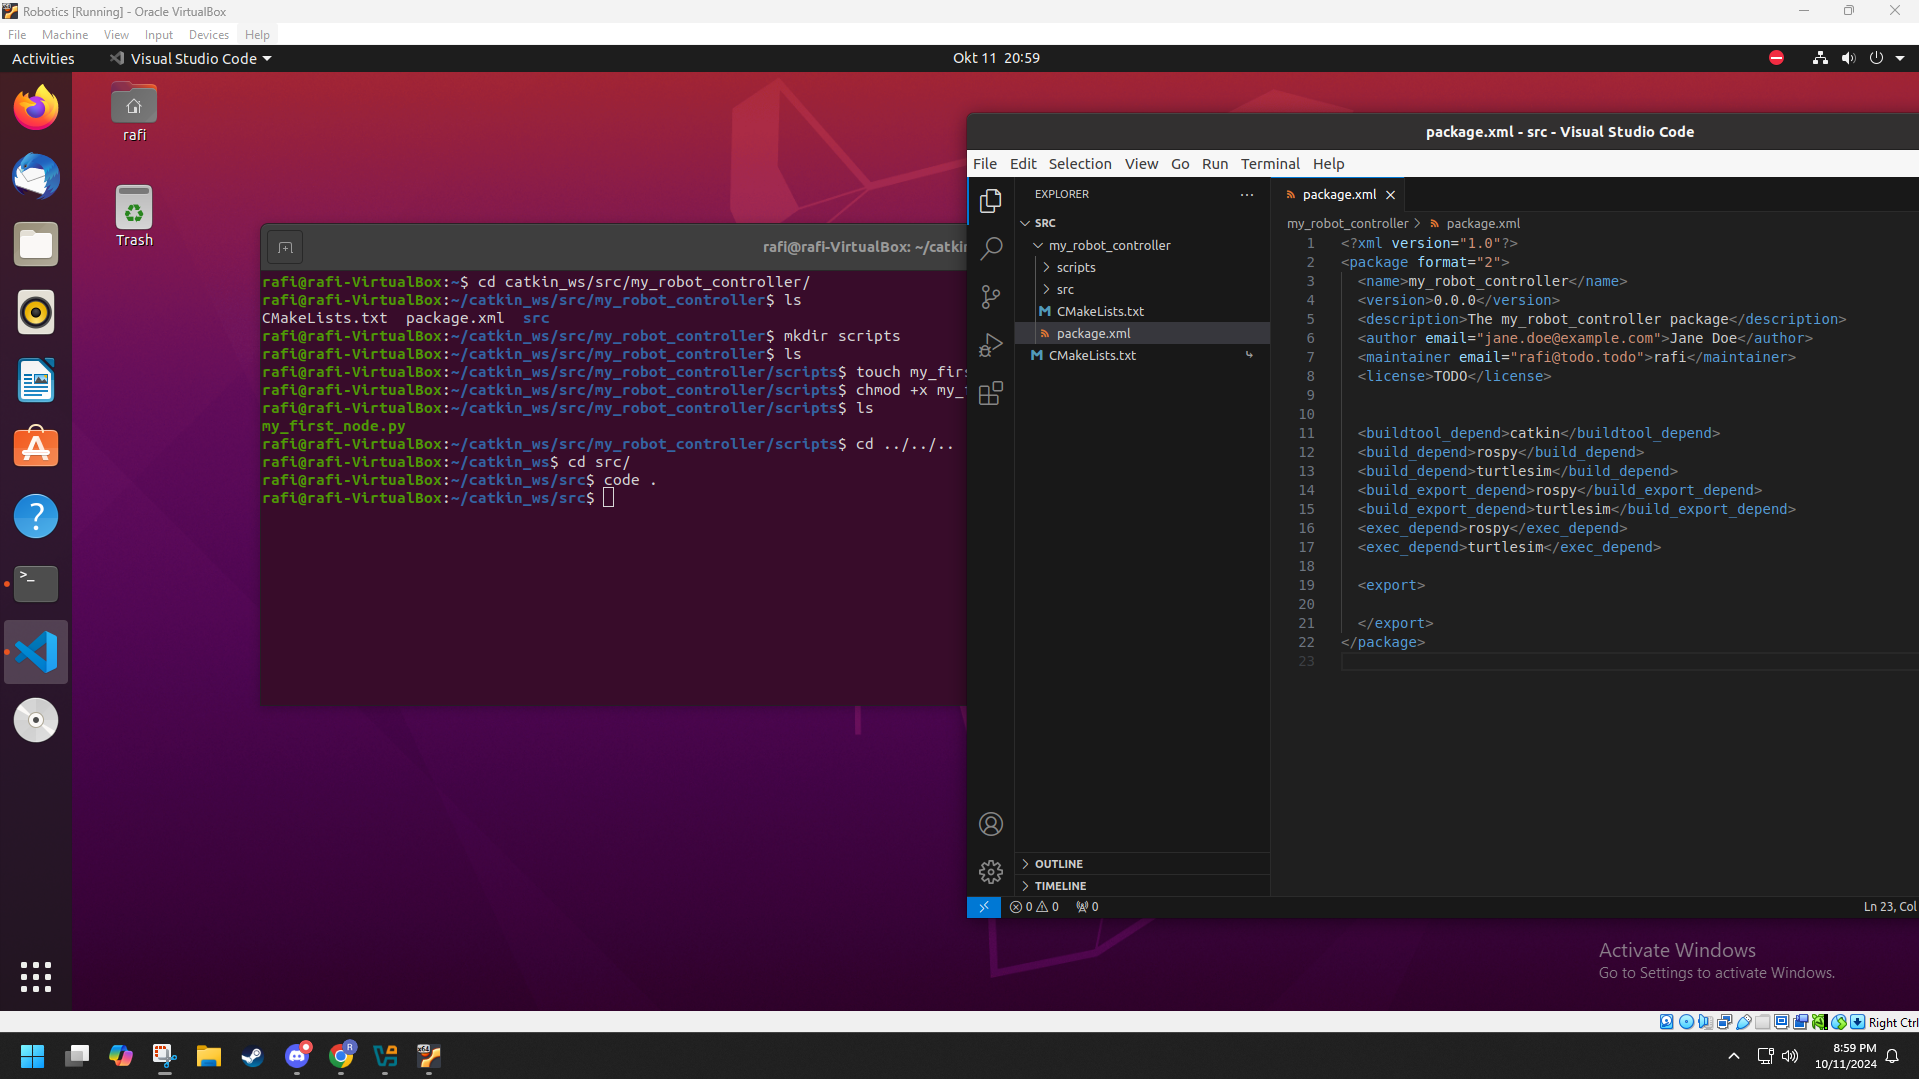 Robotics [Running] - Oracle VirtualBox
File Machine View Input Devices Help
Activities Visual Studio Code Okt 11 20:59
rafi
Trash
rafi@rafi-VirtualBox: ~/catkin
rafi@rafi-VirtualBox:~$ cd catkin_ws/src/my_robot_controller/
rafi@rafi-VirtualBox:~/catkin_ws/src/my_robot_controller$ ls
CMakeLists.txt package.xml src
rafi@rafi-VirtualBox:~/catkin_ws/src/my_robot_controller$ mkdir scripts
rafi@rafi-VirtualBox:~/catkin_ws/src/my_robot_controller$ ls
rafi@rafi-VirtualBox:~/catkin_ws/src/my_robot_controller/scripts$ touch my_firs
rafi@rafi-VirtualBox:~/catkin_ws/src/my_robot_controller/scripts$ chmod +x my_
rafi@rafi-VirtualBox:~/catkin_ws/src/my_robot_controller/scripts$ ls
my_first_node.py
rafi@rafi-VirtualBox:~/catkin_ws/src/my_robot_controller/scripts$ cd ../../..
rafi@rafi-VirtualBox:~/catkin_ws$ cd src/
rafi@rafi-VirtualBox:~/catkin_ws/src$ code .
rafi@rafi-VirtualBox:~/catkin_ws/src$
package.xml - src - Visual Studio Code
File Edit Selection View Go Run Terminal Help
EXPLORER
SRC
my_robot_controller
scripts
src
CMakeLists.txt
package.xml
CMakeLists.txt
OUTLINE
TIMELINE
package.xml
my_robot_controller > package.xml
1 <?xml version="1.0"?>
2 <package format="2">
3 <name>my_robot_controller</name>
4 <version>0.0.0</version>
5 <description>The my_robot_controller package</description>
6 <author email="jane.doe@example.com">Jane Doe</author>
7 <maintainer email="rafi@todo.todo">rafi</maintainer>
8 <license>TODO</license>
9
10
11 <buildtool_depend>catkin</buildtool_depend>
12 <build_depend>rospy</build_depend>
13 <build_depend>turtlesim</build_depend>
14 <build_export_depend>rospy</build_export_depend>
15 <build_export_depend>turtlesim</build_export_depend>
16 <exec_depend>rospy</exec_depend>
17 <exec_depend>turtlesim</exec_depend>
18
19 <export>
20
21 </export>
22 </package>
23
0 0 0 Ln 23, Col
Activate Windows
Go to Settings to activate Windows.
Right Ctrl
8:59 PM
10/11/2024